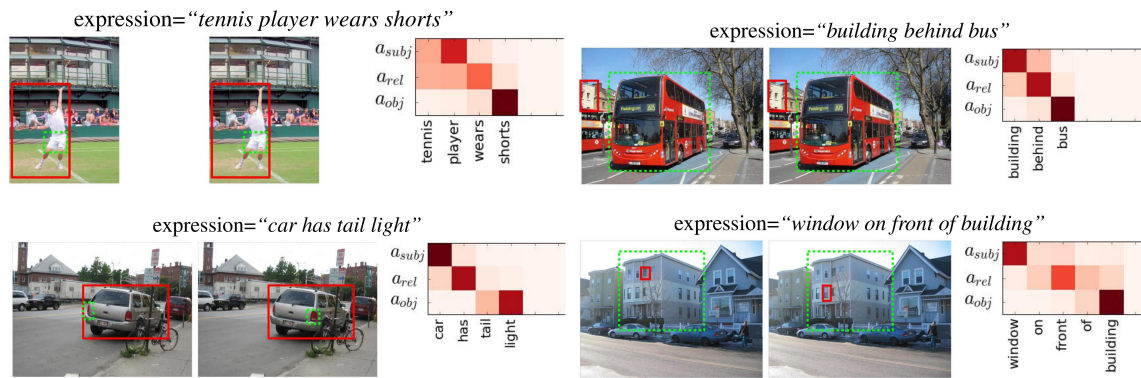 expression=“tennis player wears shorts”
a_subj
a_rel
a_obj
tennis
player
wears
shorts
expression=“building behind bus”
a_subj
a_rel
a_obj
building
behind
bus
expression=“car has tail light”
a_subj
a_rel
a_obj
car
has
tail
light
expression=“window on front of building”
a_subj
a_rel
a_obj
window
on
front
of
building